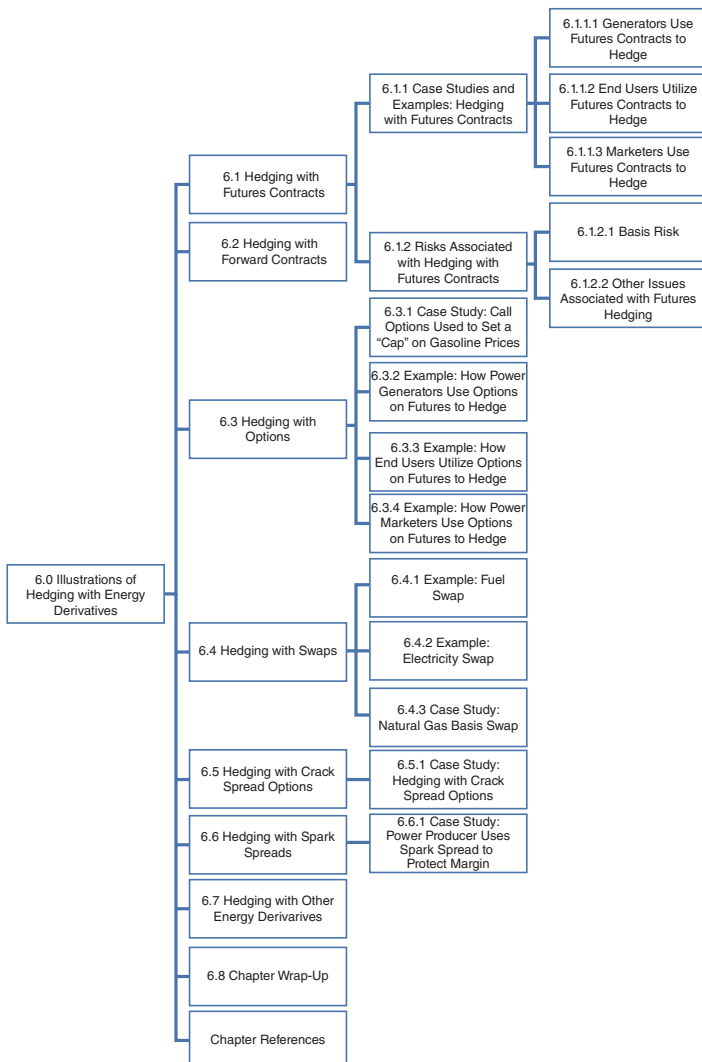 6.0 Illustrations of
Hedging with Energy
Derivatives
6.1 Hedging with
Futures Contracts
6.1.1 Case Studies and
Examples: Hedging
with Futures Contracts
6.1.1.1 Generators Use
Futures Contracts to
Hedge
6.1.1.2 End Users Utilize
Futures Contracts to
Hedge
6.1.1.3 Marketers Use
Futures Contracts to
Hedge
6.1.2 Risks Associated
with Hedging with
Futures Contracts
6.1.2.1 Basis Risk
6.1.2.2 Other Issues
Associated with Futures
Hedging
6.2 Hedging with
Forward Contracts
6.3 Hedging with
Options
6.3.1 Case Study: Call
Options Used to Set a
“Cap” on Gasoline Prices
6.3.2 Example: How Power
Generators Use Options
on Futures to Hedge
6.3.3 Example: How
End Users Utilize Options
on Futures to Hedge
6.3.4 Example: How Power
Marketers Use Options
on Futures to Hedge
6.4 Hedging with Swaps
6.4.1 Example: Fuel
Swap
6.4.2 Example:
Electricity Swap
6.4.3 Case Study:
Natural Gas Basis Swap
6.5 Hedging with Crack
Spread Options
6.5.1 Case Study:
Hedging with Crack
Spread Options
6.6 Hedging with Spark
Spreads
6.6.1 Case Study:
Power Producer Uses
Spark Spread to
Protect Margin
6.7 Hedging with Other
Energy Derivarives
6.8 Chapter Wrap-Up
Chapter References